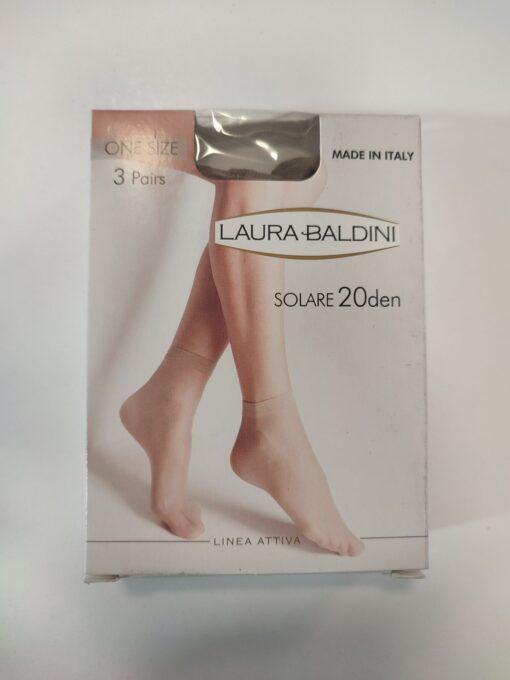 ONE SIZE
3 Pairs
MADE IN ITALY
LAURA BALDINI
SOLARE 20den
LINEA ATTIVA